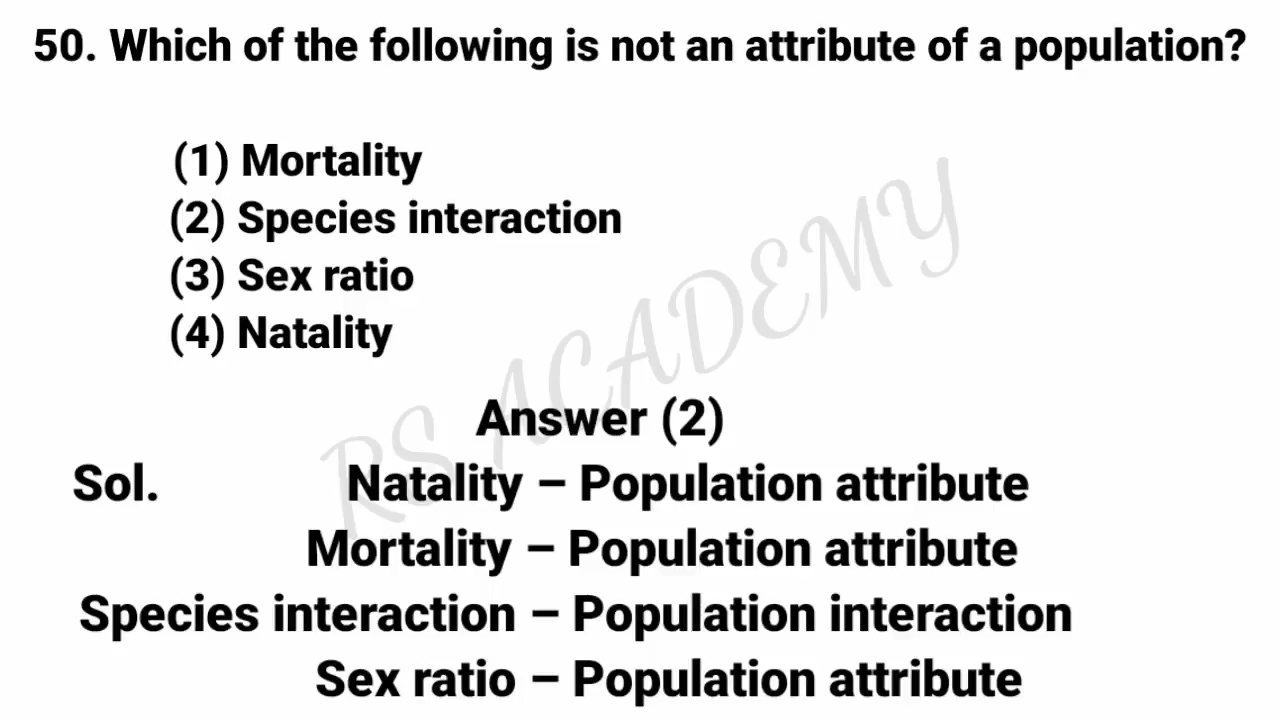 50. Which of the following is not an attribute of a population?
(1) Mortality
(2) Species interaction
(3) Sex ratio
(4) Natality
RS ACADEMY
Answer (2)
Sol. Natality – Population attribute
Mortality – Population attribute
Species interaction – Population interaction
Sex ratio – Population attribute